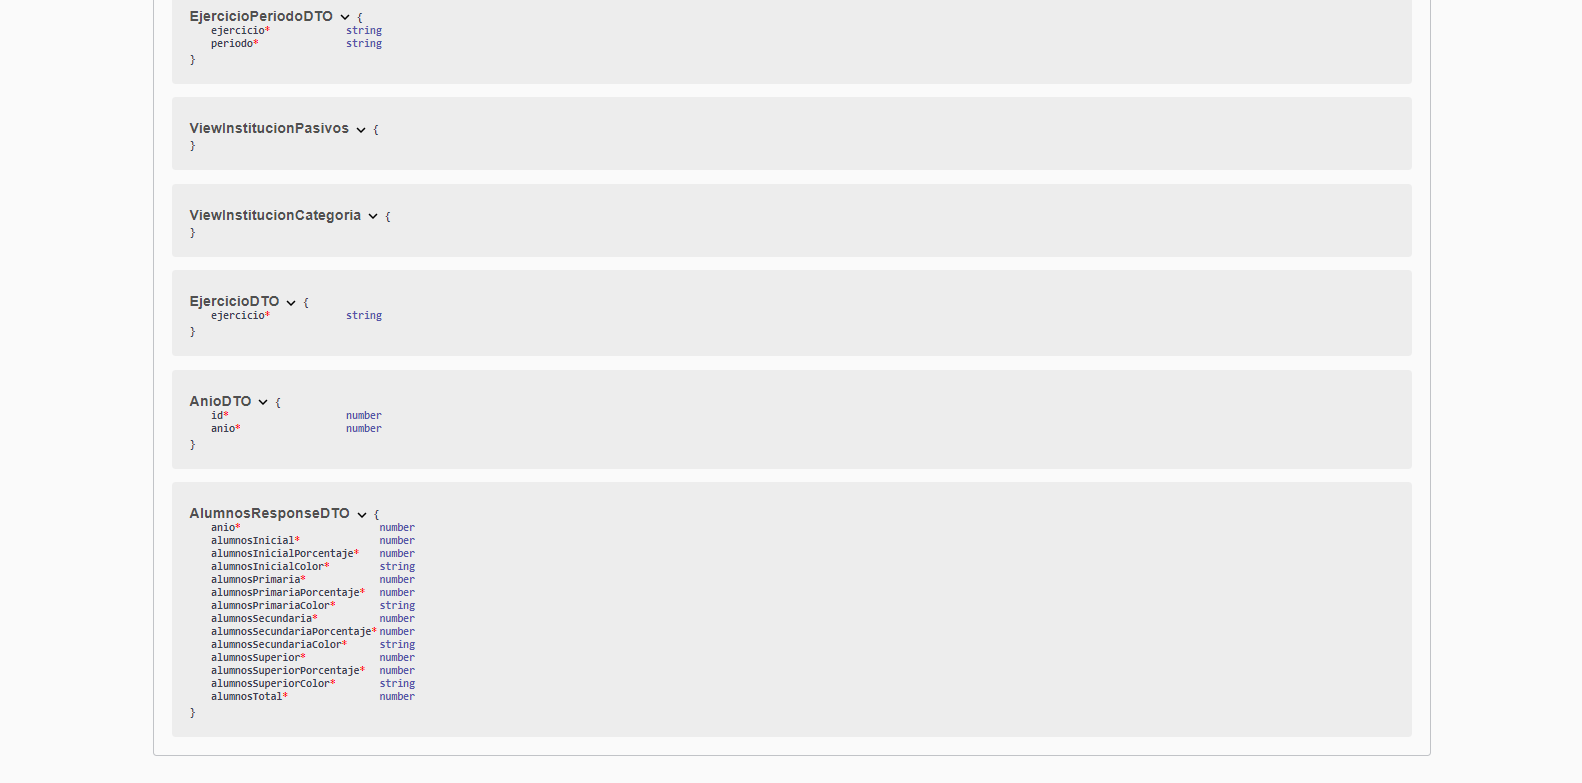 EjercicioPeriodoDTO {
ejercicio* string
periodo* string
}
ViewInstitucionPasivos {
}
ViewInstitucionCategoria {
}
EjercicioDTO {
ejercicio* string
}
AnioDTO {
id* number
anio* number
}
AlumnosResponseDTO {
anio* number
alumnosInicial* number
alumnosInicialPorcentaje* number
alumnosInicialColor* string
alumnosPrimaria* number
alumnosPrimariaPorcentaje* number
alumnosPrimariaColor* string
alumnosSecundaria* number
alumnosSecundariaPorcentaje* number
alumnosSecundariaColor* string
alumnosSuperior* number
alumnosSuperiorPorcentaje* number
alumnosSuperiorColor* string
alumnosTotal* number
}